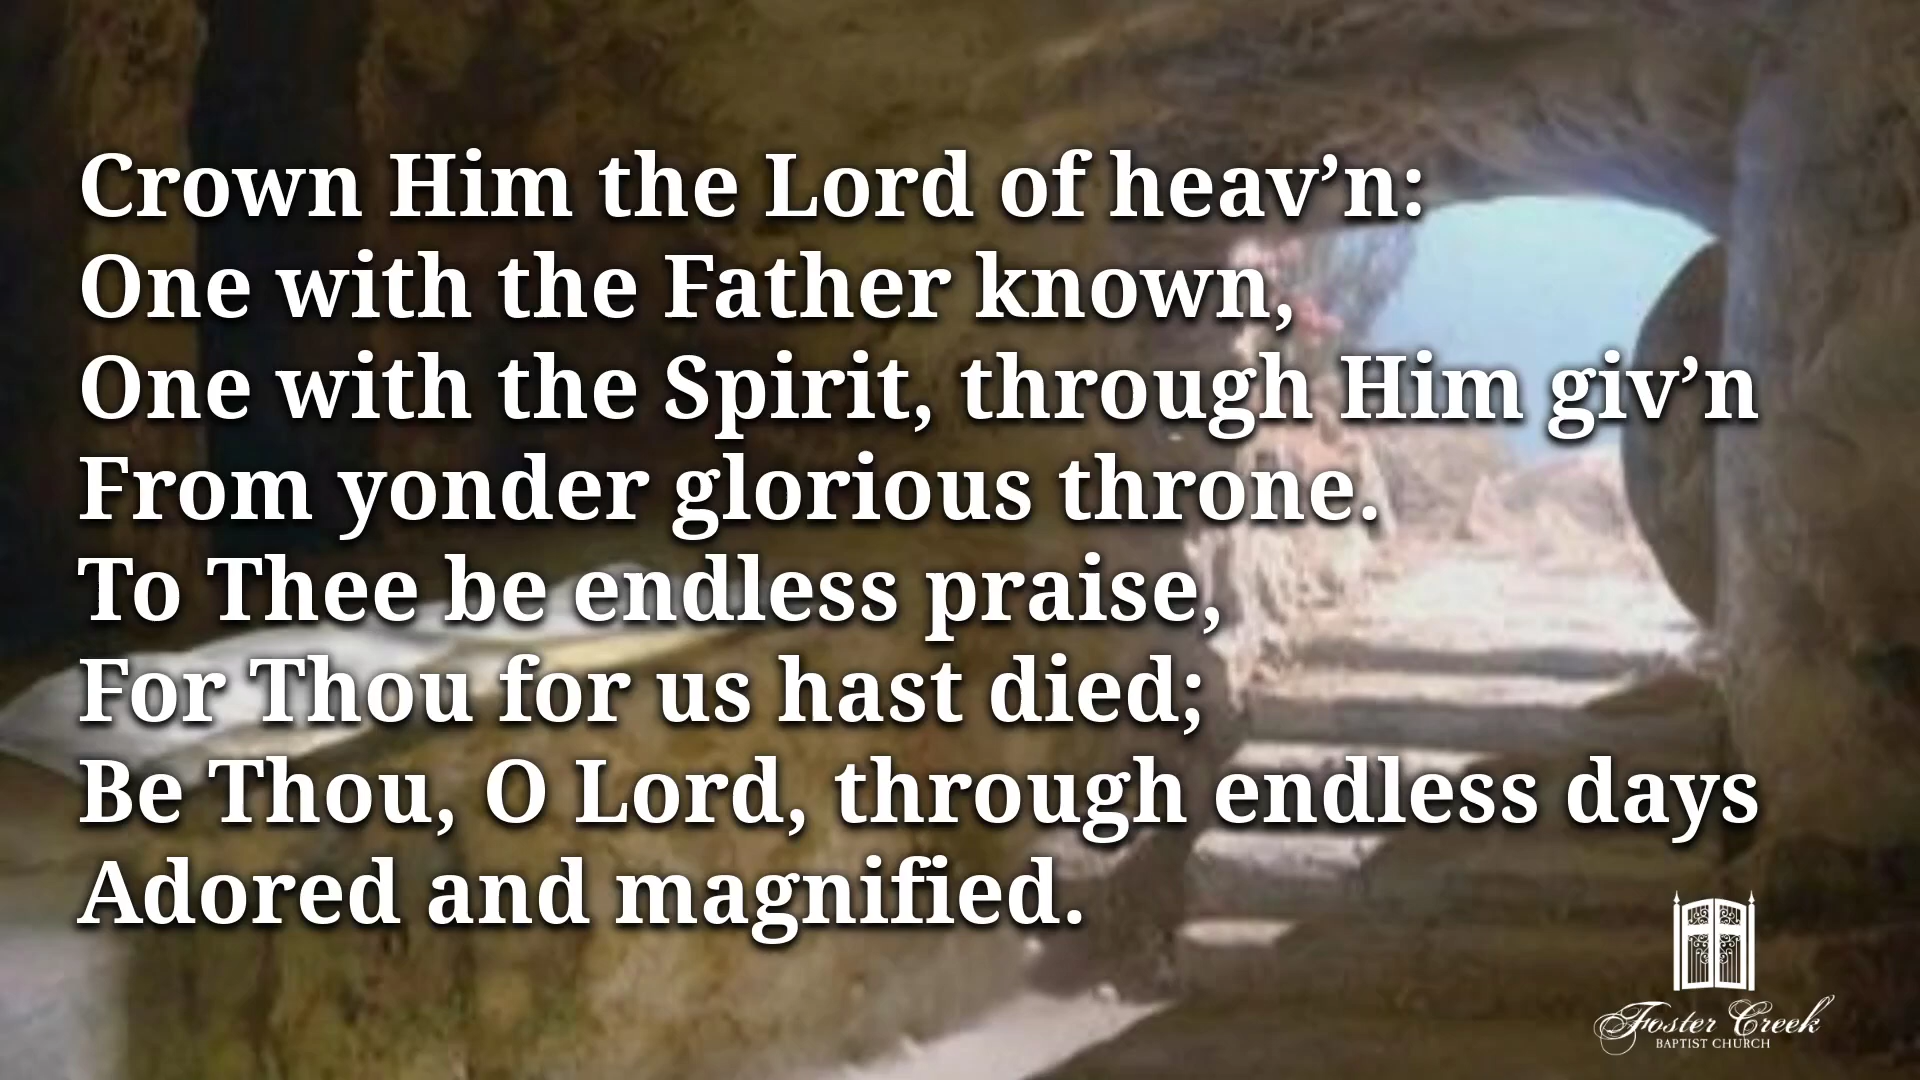 Crown Him the Lord of heav’n:
One with the Father known,
One with the Spirit, through Him giv’n
From yonder glorious throne.
To Thee be endless praise,
For Thou for us hast died;
Be Thou, O Lord, through endless days
Adored and magnified.
Foster Creek
BAPTIST CHURCH